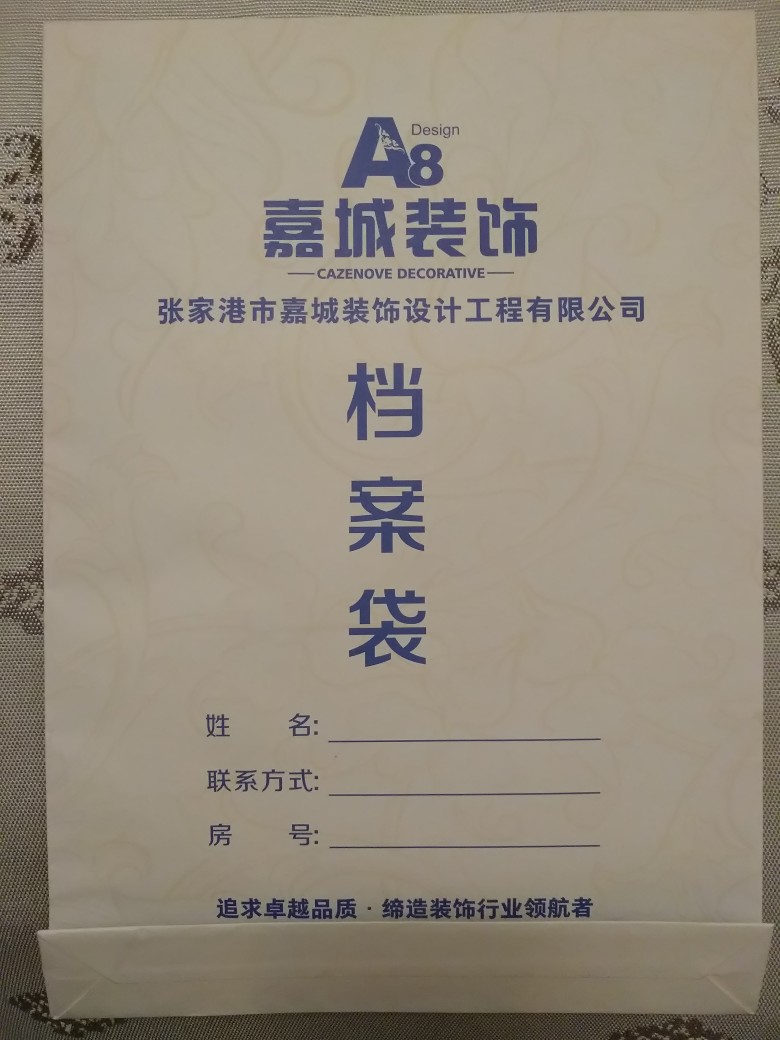 A8 Design
嘉城装饰
CAZENOVE DECORATIVE
张家港市嘉城装饰设计工程有限公司
档
案
袋
姓 名:
联系方式:
房 号:
追求卓越品质·缔造装饰行业领航者